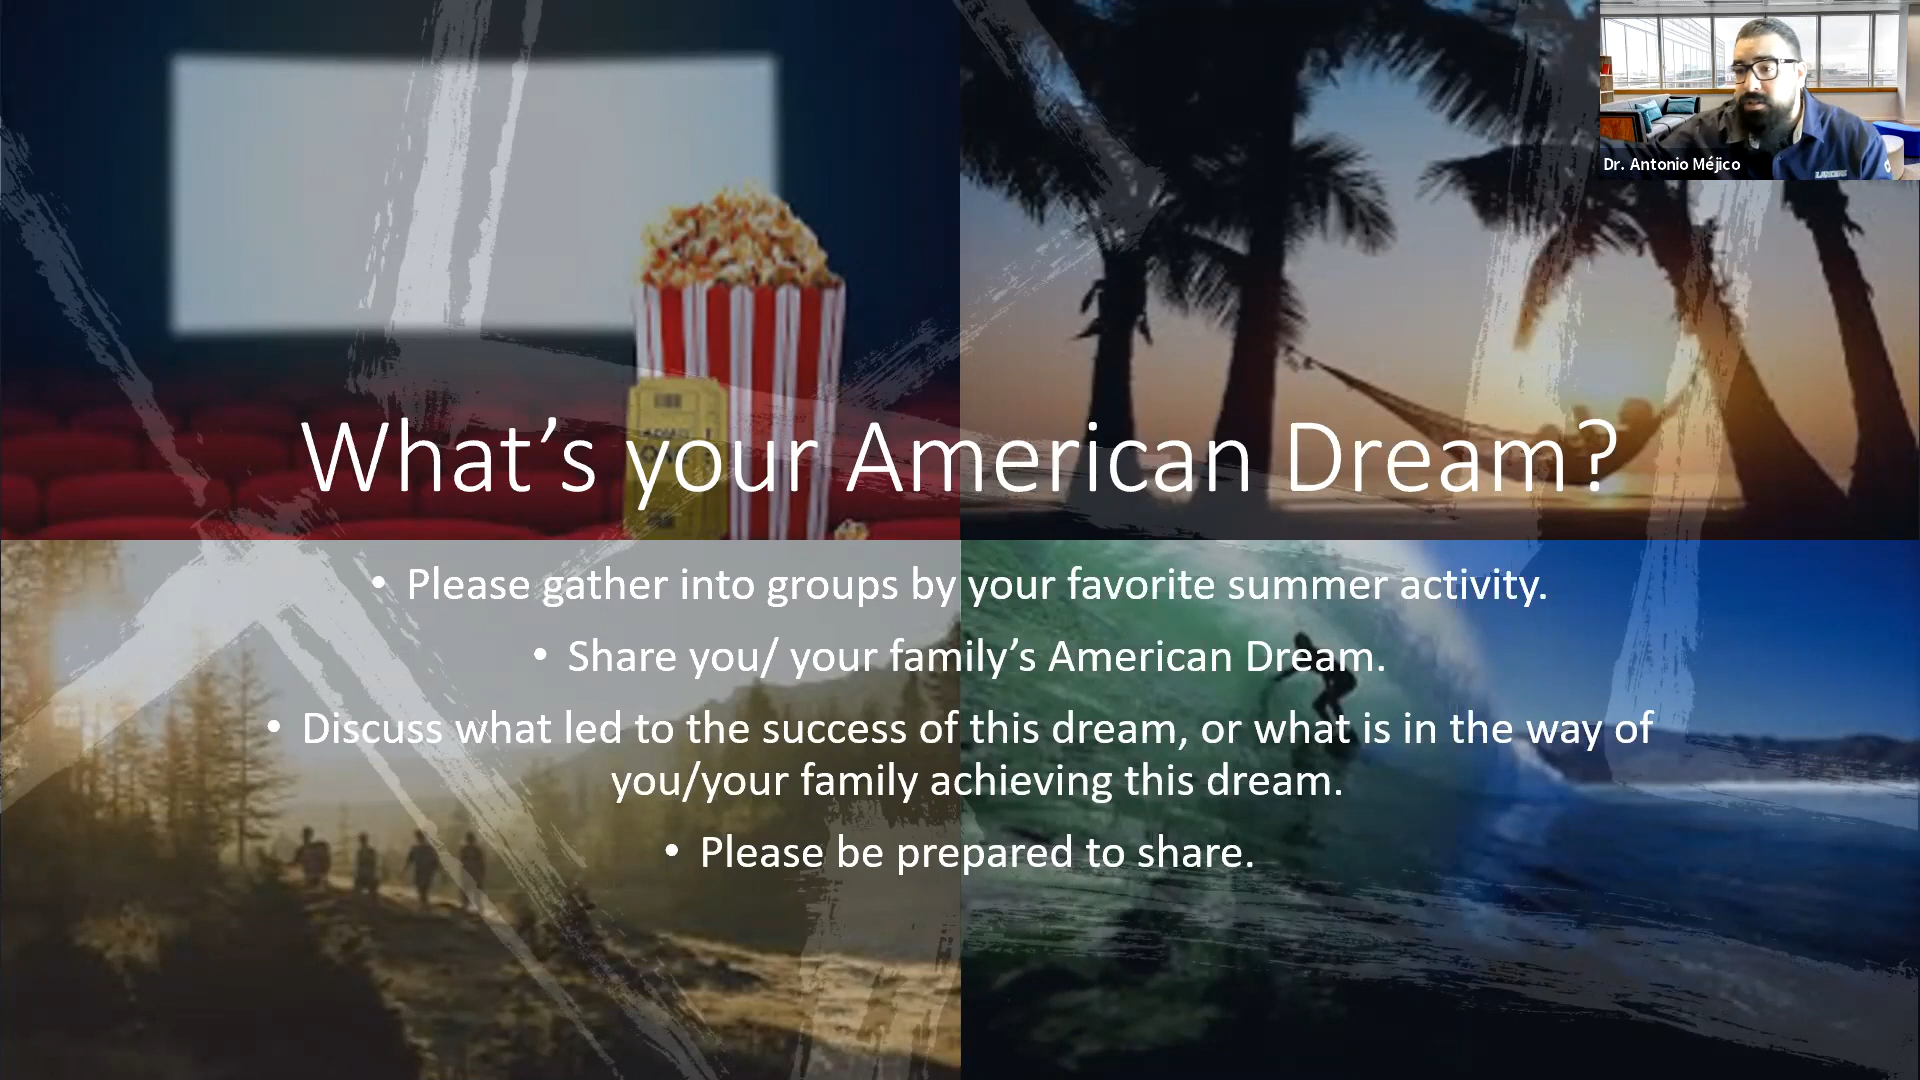 Dr. Antonio Méjico
What’s your American Dream?
• Please gather into groups by your favorite summer activity.
• Share you/ your family’s American Dream.
• Discuss what led to the success of this dream, or what is in the way of
you/your family achieving this dream.
• Please be prepared to share.